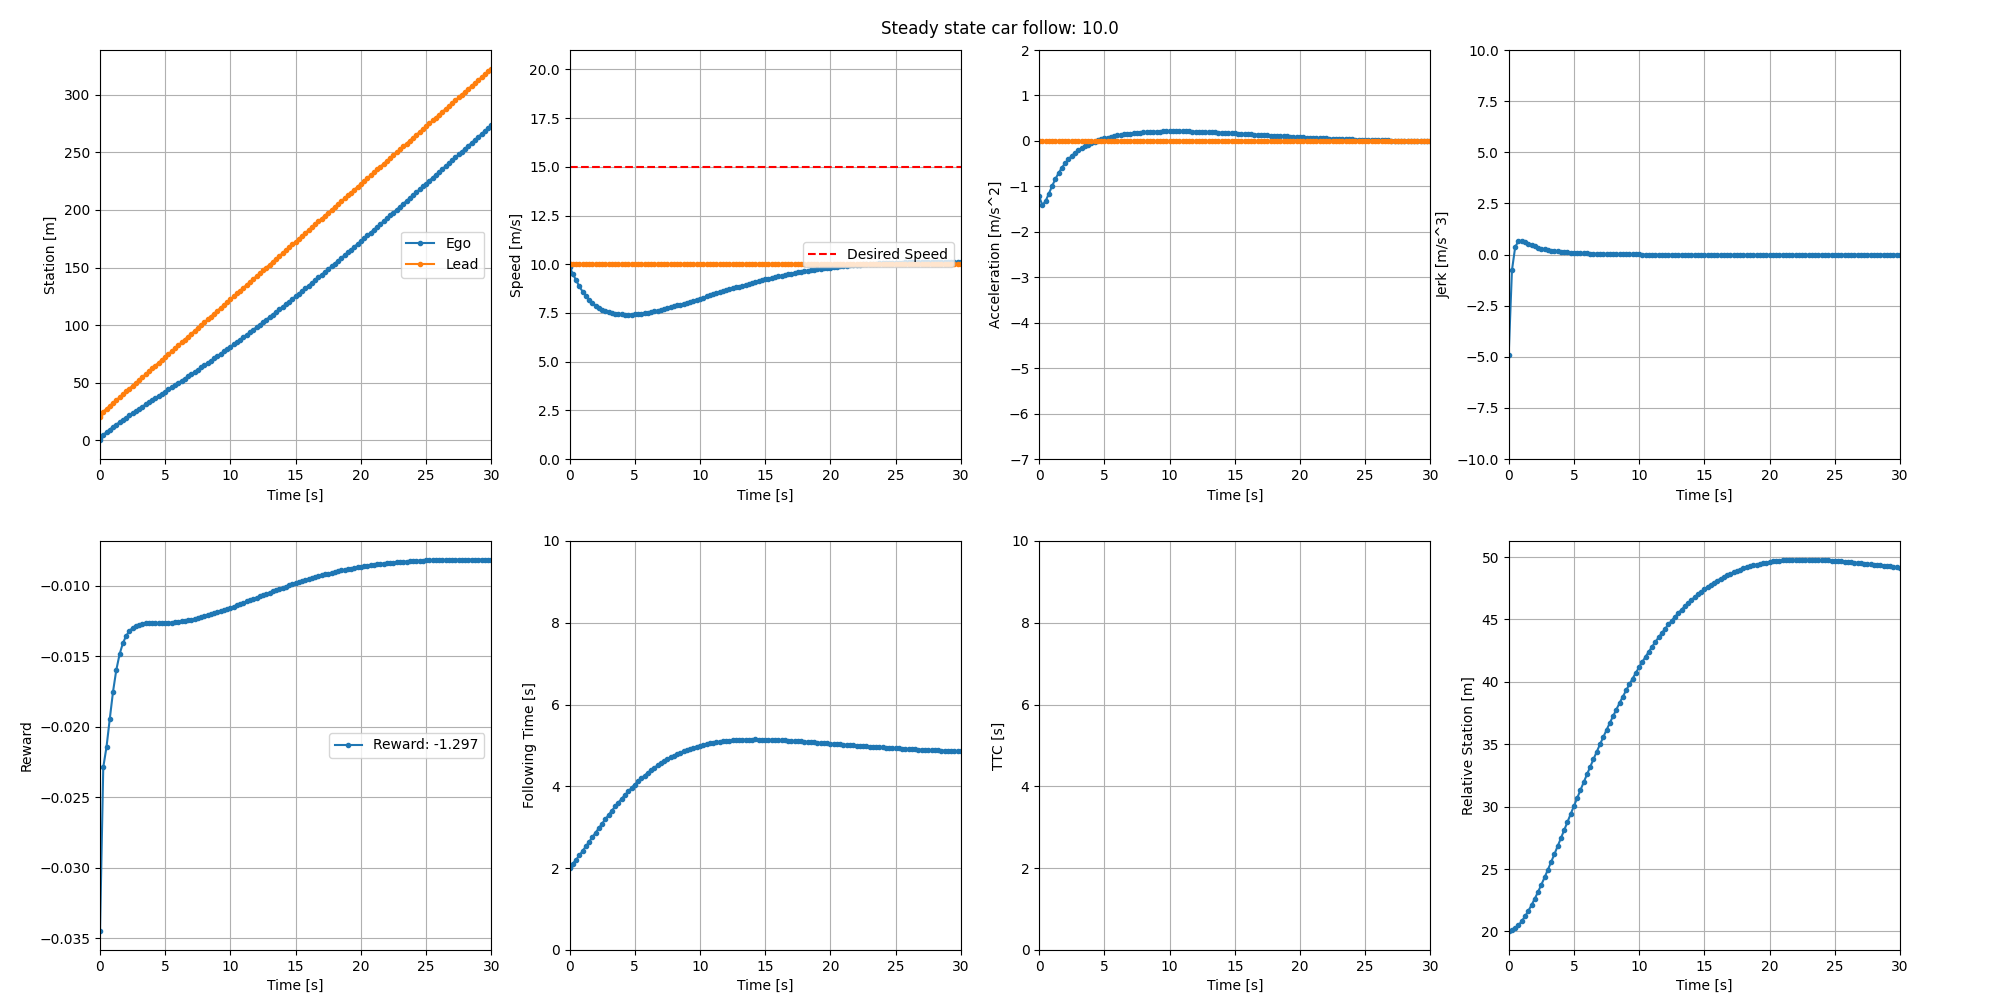 Steady state car follow: 10.0
Station [m]
300
250
200
150
100
50
0
Ego
Lead
0 5 10 15 20 25 30
Time [s]
Speed [m/s]
20.0
17.5
15.0
12.5
10.0
7.5
5.0
2.5
0.0
Desired Speed
0 5 10 15 20 25 30
Time [s]
Acceleration [m/s^2]
2
1
0
−1
−2
−3
−4
−5
−6
−7
0 5 10 15 20 25 30
Time [s]
Jerk [m/s^3]
10.0
7.5
5.0
2.5
0.0
−2.5
−5.0
−7.5
−10.0
0 5 10 15 20 25 30
Time [s]
Reward
−0.010
−0.015
−0.020
−0.025
−0.030
−0.035
Reward: -1.297
0 5 10 15 20 25 30
Time [s]
Following Time [s]
10
8
6
4
2
0
0 5 10 15 20 25 30
Time [s]
TTC [s]
10
8
6
4
2
0
0 5 10 15 20 25 30
Time [s]
Relative Station [m]
50
45
40
35
30
25
20
0 5 10 15 20 25 30
Time [s]